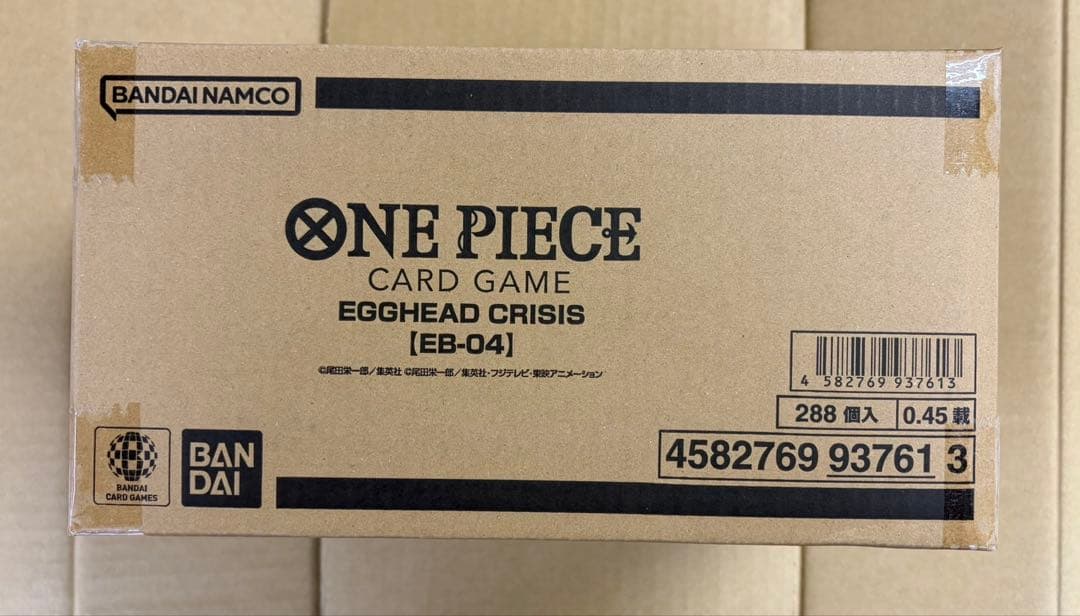 BANDAI NAMCO
ONE PIECE
CARD GAME
EGGHEAD CRISIS
【EB-04】
©尾田栄一郎/集英社 ©尾田栄一郎/集英社・フジテレビ・東映アニメーション
4 582769 937613
288 個入
0.45 載
4582769 93761 3
BANDAI
CARD GAMES
BAN
DAI